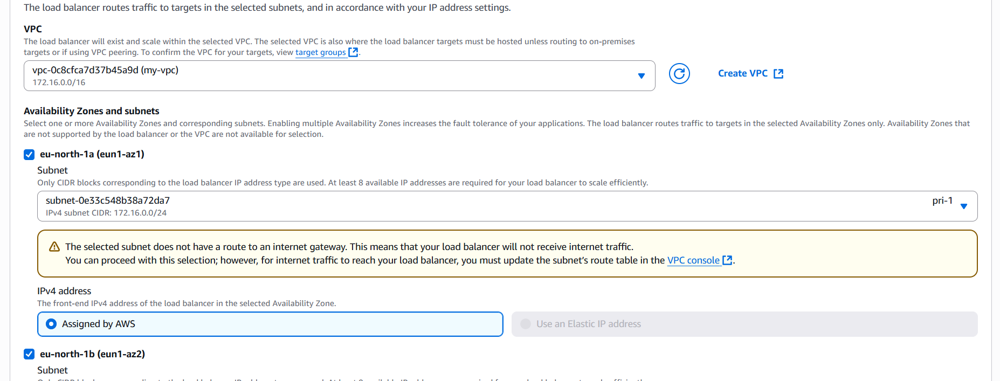 The load balancer routes traffic to targets in the selected subnets, and in accordance with your IP address settings.
VPC
The load balancer will exist and scale within the selected VPC. The selected VPC is also where the load balancer targets must be hosted unless routing to on-premises
targets or if using VPC peering. To confirm the VPC for your targets, view target groups.
vpc-0c8cfca7d37b45a9d (my-vpc)
172.16.0.0/16
Create VPC
Availability Zones and subnets
Select one or more Availability Zones and corresponding subnets. Enabling multiple Availability Zones increases the fault tolerance of your applications. The load balancer routes traffic to targets in the selected Availability Zones only. Availability Zones that
are not supported by the load balancer or the VPC are not available for selection.
eu-north-1a (eun1-az1)
Subnet
Only CIDR blocks corresponding to the load balancer IP address type are used. At least 8 available IP addresses are required for your load balancer to scale efficiently.
subnet-0e33c548b38a72da7 pri-1
IPv4 subnet CIDR: 172.16.0.0/24
The selected subnet does not have a route to an internet gateway. This means that your load balancer will not receive internet traffic.
You can proceed with this selection; however, for internet traffic to reach your load balancer, you must update the subnet's route table in the VPC console.
IPv4 address
The front-end IPv4 address of the load balancer in the selected Availability Zone.
Assigned by AWS
Use an Elastic IP address
eu-north-1b (eun1-az2)
Subnet